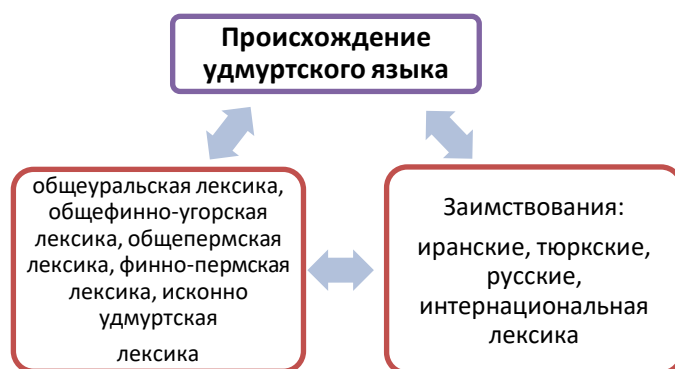 Происхождение
удмуртского языка
общеуральская лексика,
общефинно-угорская
лексика, общепермская
лексика, финно-пермская
лексика, исконно
удмуртская
лексика
Заимствования:
иранские, тюркские,
русские,
интернациональная
лексика